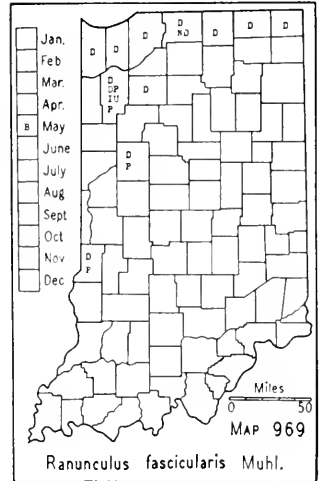 Jan.
Feb
Mar.
Apr.
B May
June
July
Aug
Sept
Oct
Nov
Dec
D D D D D D D
ND
D D
DP
IU
P
D
P
D
P
Miles
0 50
MAP 969
Ranunculus fascicularis Muhl.